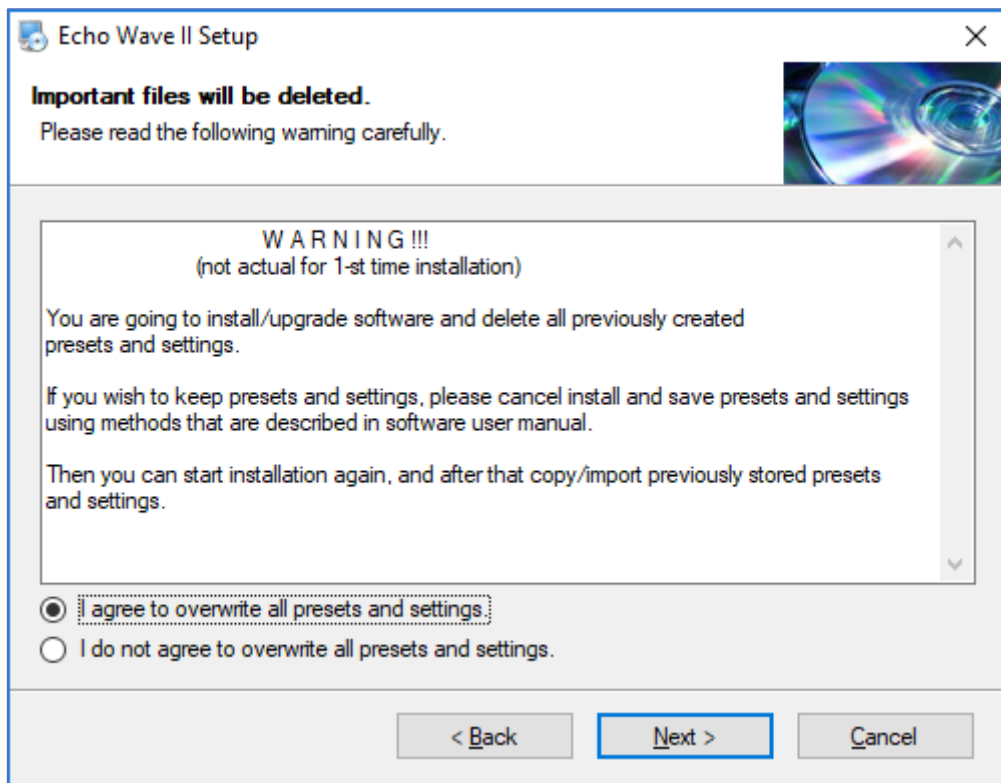 Echo Wave II Setup
Important files will be deleted.
Please read the following warning carefully.
W A R N I N G !!!
(not actual for 1-st time installation)
You are going to install/upgrade software and delete all previously created
presets and settings.
If you wish to keep presets and settings, please cancel install and save presets and settings
using methods that are described in software user manual.
Then you can start installation again, and after that copy/import previously stored presets
and settings.
I agree to overwrite all presets and settings.
I do not agree to overwrite all presets and settings.
< Back Next > Cancel